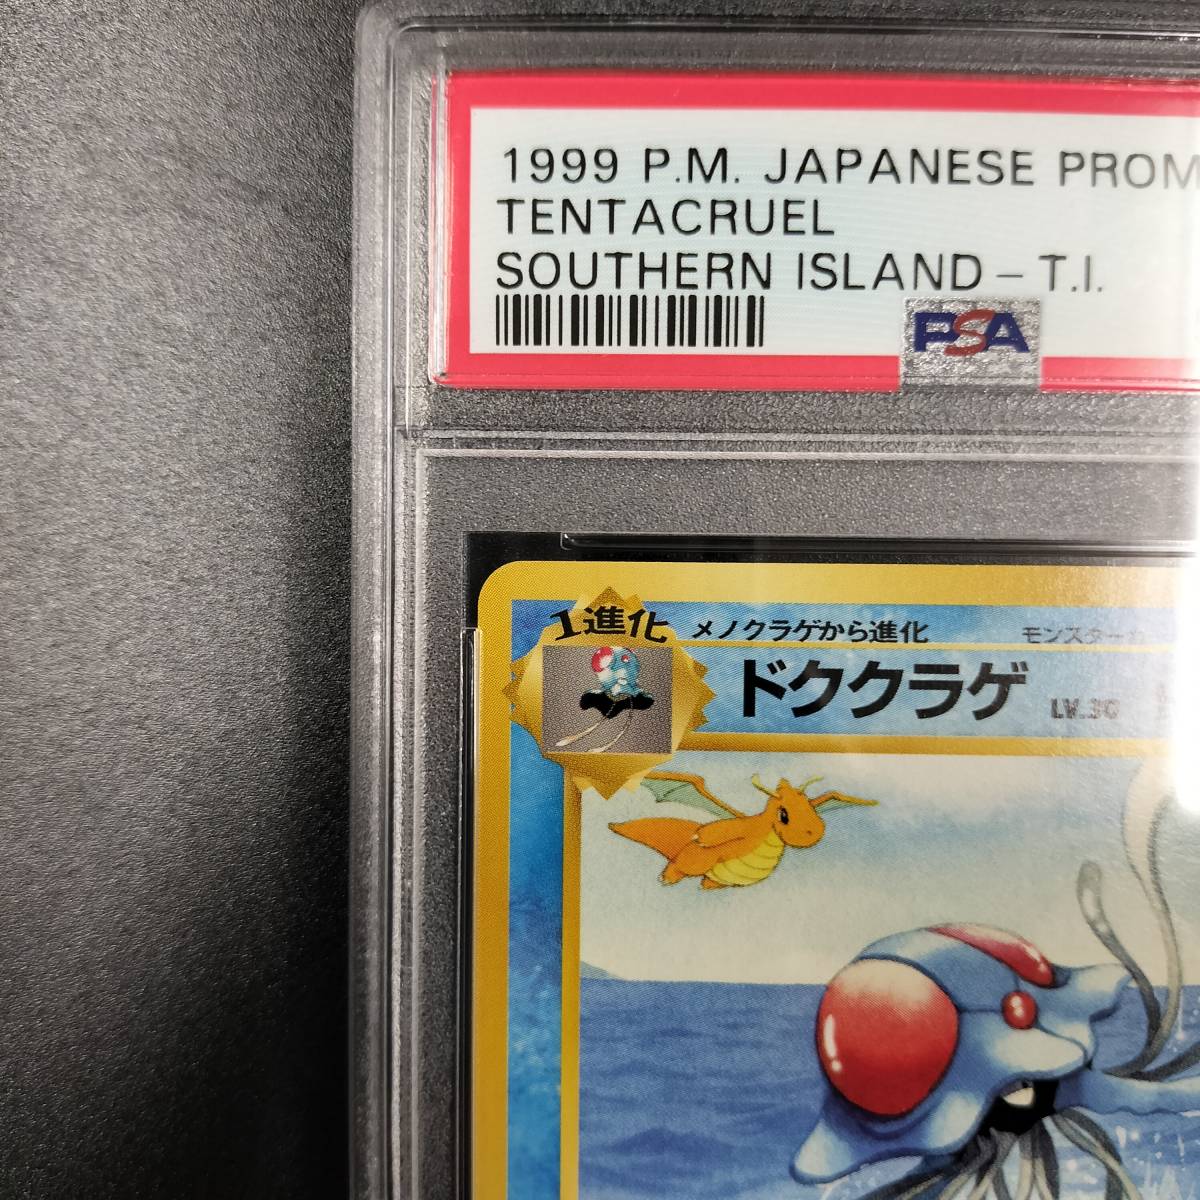 1999 P.M. JAPANESE PROM
TENTACRUEL
SOUTHERN ISLAND - T.I.
PSA
1進化
メノクラゲから進化
モンスターカ
ドククラゲ LV.30